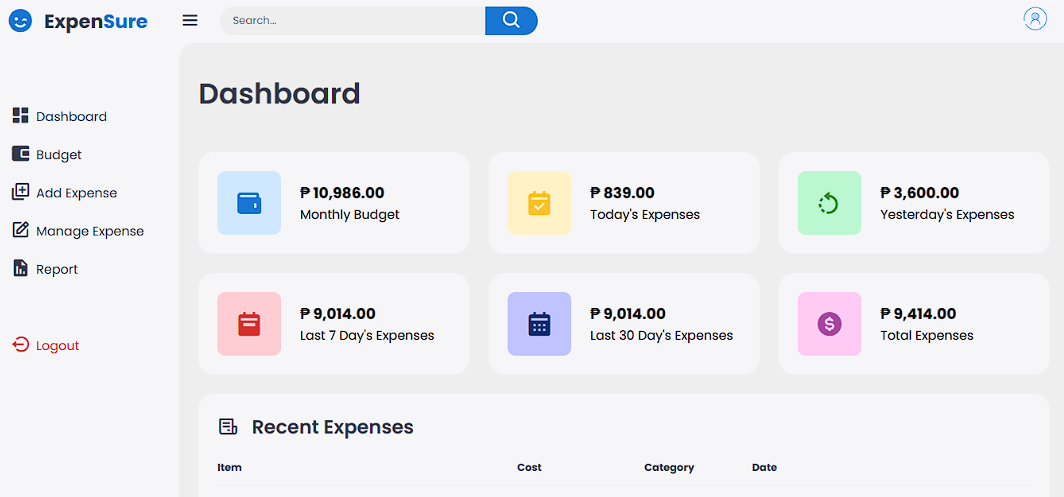 ExpenSure
Search...
Dashboard
Budget
Add Expense
Manage Expense
Report
Logout
Dashboard
₱ 10,986.00
Monthly Budget
₱ 839.00
Today's Expenses
₱ 3,600.00
Yesterday's Expenses
₱ 9,014.00
Last 7 Day's Expenses
₱ 9,014.00
Last 30 Day's Expenses
₱ 9,414.00
Total Expenses
Recent Expenses
Item Cost Category Date